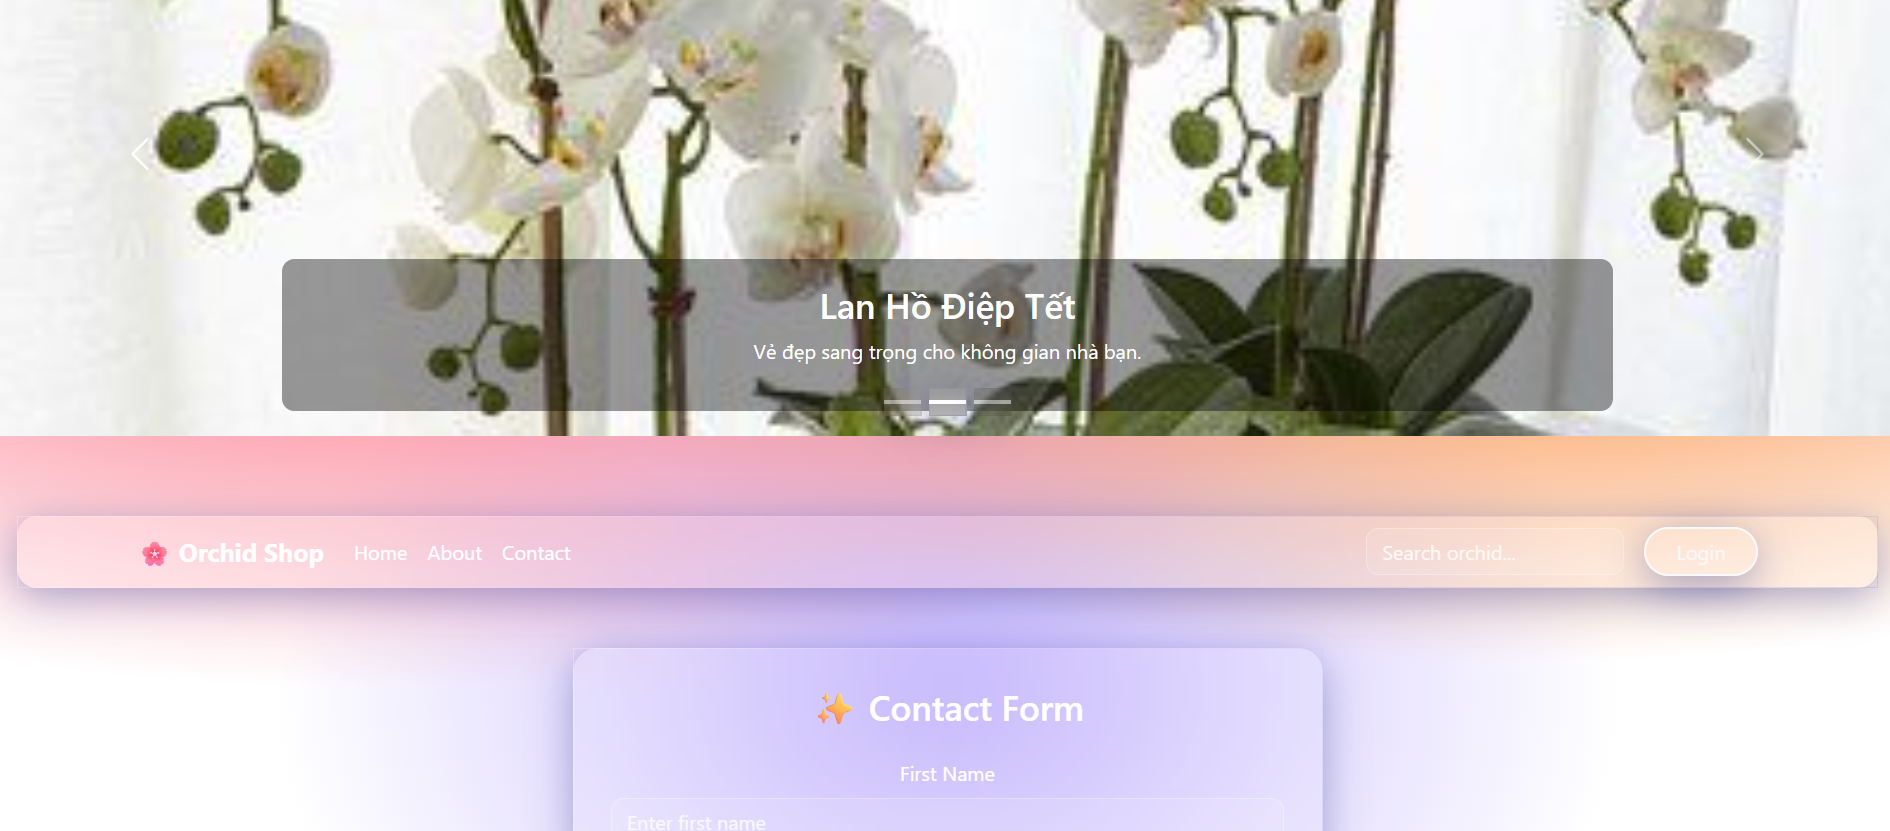 Lan Hồ Điệp Tết
Vẻ đẹp sang trọng cho không gian nhà bạn.
🌸 Orchid Shop Home About Contact Search orchid... Login
✨ Contact Form
First Name
Enter first name